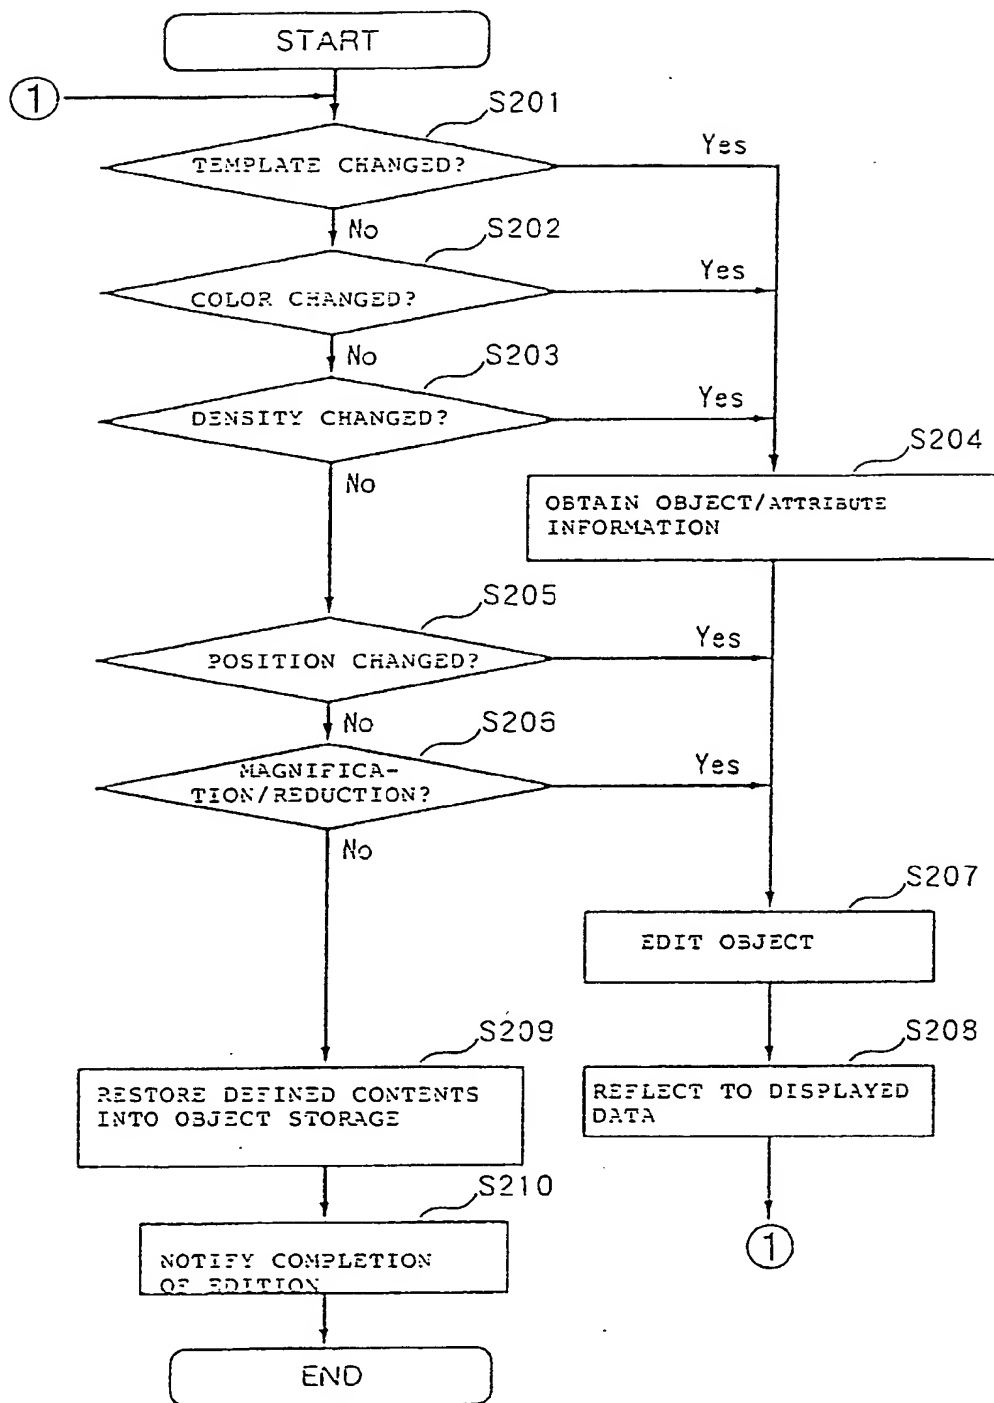 START
1
S201
TEMPLATE CHANGED?
Yes
No
S202
COLOR CHANGED?
Yes
No
S203
DENSITY CHANGED?
Yes
No
S204
OBTAIN OBJECT/ATTRIBUTE
INFORMATION
S205
POSITION CHANGED?
Yes
No
S206
MAGNIFICA-
TION/REDUCTION?
Yes
No
S207
EDIT OBJECT
S208
REFLECT TO DISPLAYED
DATA
1
S209
RESTORE DEFINED CONTENTS
INTO OBJECT STORAGE
S210
NOTIFY COMPLETION
OF EDITION
END